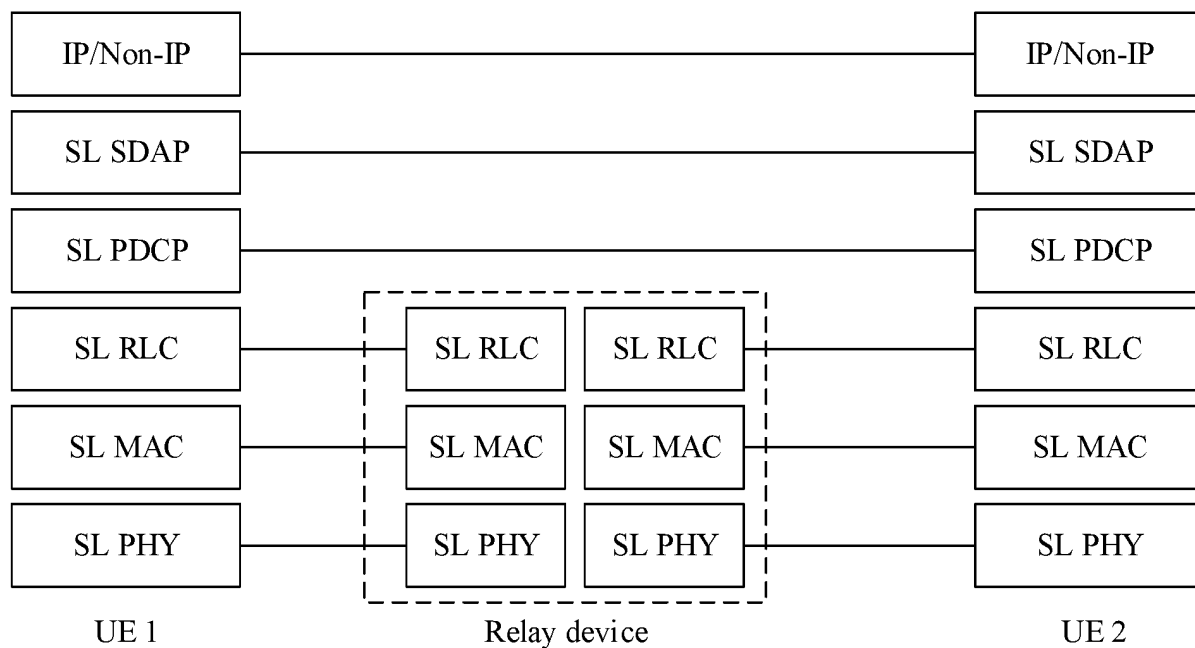 IP/Non-IP IP/Non-IP
SL SDAP SL SDAP
SL PDCP SL PDCP
SL RLC SL RLC SL RLC SL RLC
SL MAC SL MAC SL MAC SL MAC
SL PHY SL PHY SL PHY SL PHY
UE 1 Relay device UE 2